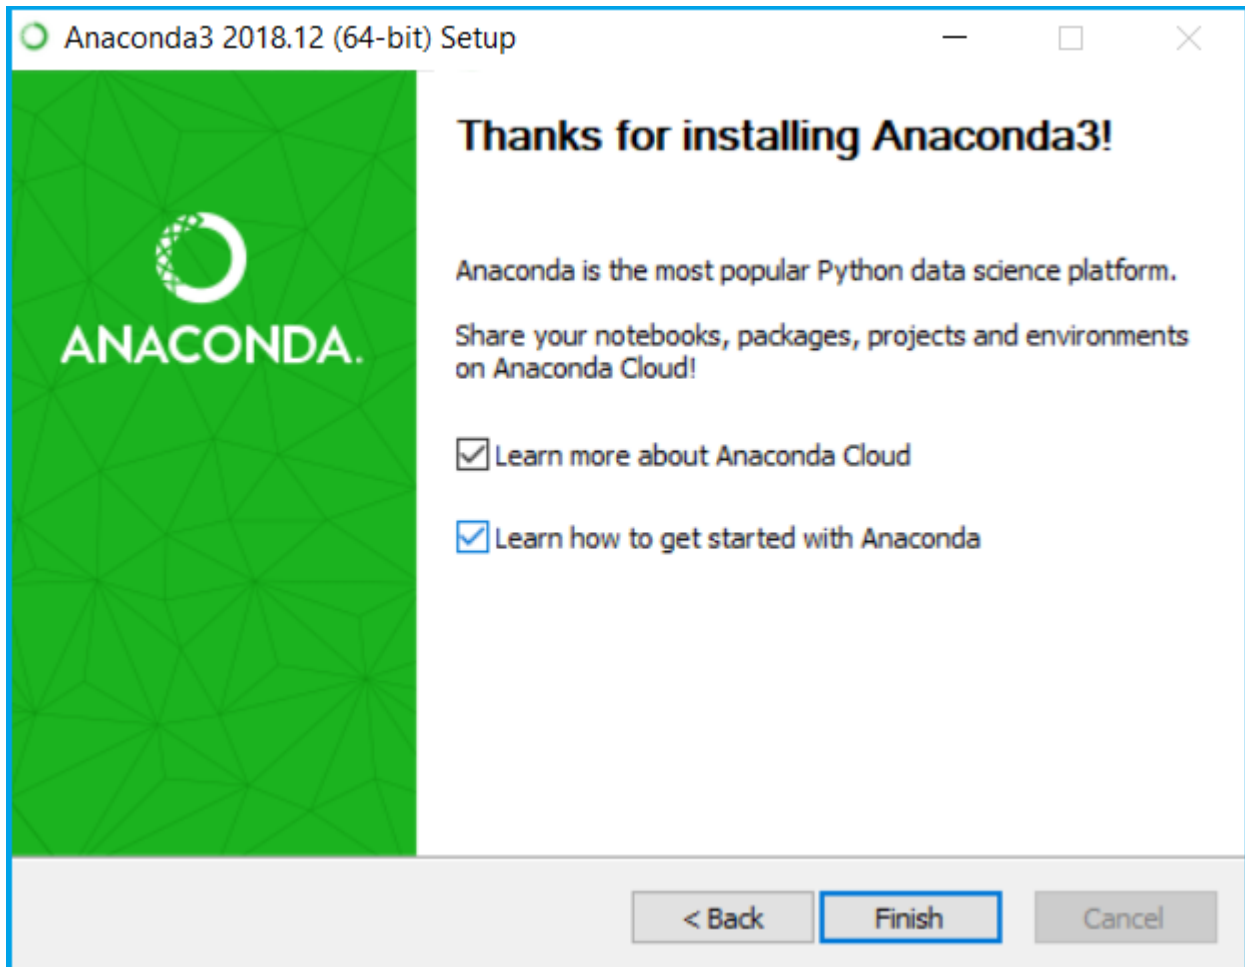 Anaconda3 2018.12 (64-bit) Setup
Thanks for installing Anaconda3!
ANACONDA.
Anaconda is the most popular Python data science platform.
Share your notebooks, packages, projects and environments
on Anaconda Cloud!
Learn more about Anaconda Cloud
Learn how to get started with Anaconda
< Back
Finish
Cancel